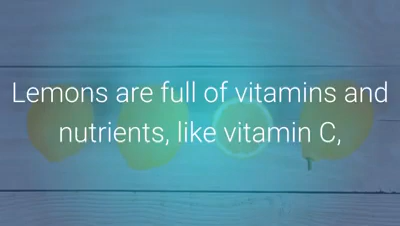 Lemons are full of vitamins and
nutrients, like vitamin C,